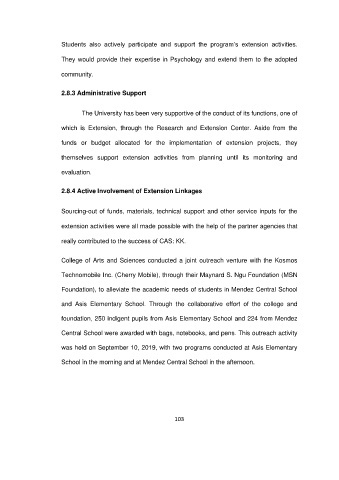 Students also actively participate and support the program's extension activities.
They would provide their expertise in Psychology and extend them to the adopted
community.
2.8.3 Administrative Support
The University has been very supportive of the conduct of its functions, one of
which is Extension, through the Research and Extension Center. Aside from the
funds or budget allocated for the implementation of extension projects, they
themselves support extension activities from planning until its monitoring and
evaluation.
2.8.4 Active Involvement of Extension Linkages
Sourcing-out of funds, materials, technical support and other service inputs for the
extension activities were all made possible with the help of the partner agencies that
really contributed to the success of CAS: KK.
College of Arts and Sciences conducted a joint outreach venture with the Kosmos
Technomobile Inc. (Cherry Mobile), through their Maynard S. Ngu Foundation (MSN
Foundation), to alleviate the academic needs of students in Mendez Central School
and Asis Elementary School. Through the collaborative effort of the college and
foundation, 250 indigent pupils from Asis Elementary School and 224 from Mendez
Central School were awarded with bags, notebooks, and pens. This outreach activity
was held on September 10, 2019, with two programs conducted at Asis Elementary
School in the morning and at Mendez Central School in the afternoon.
103